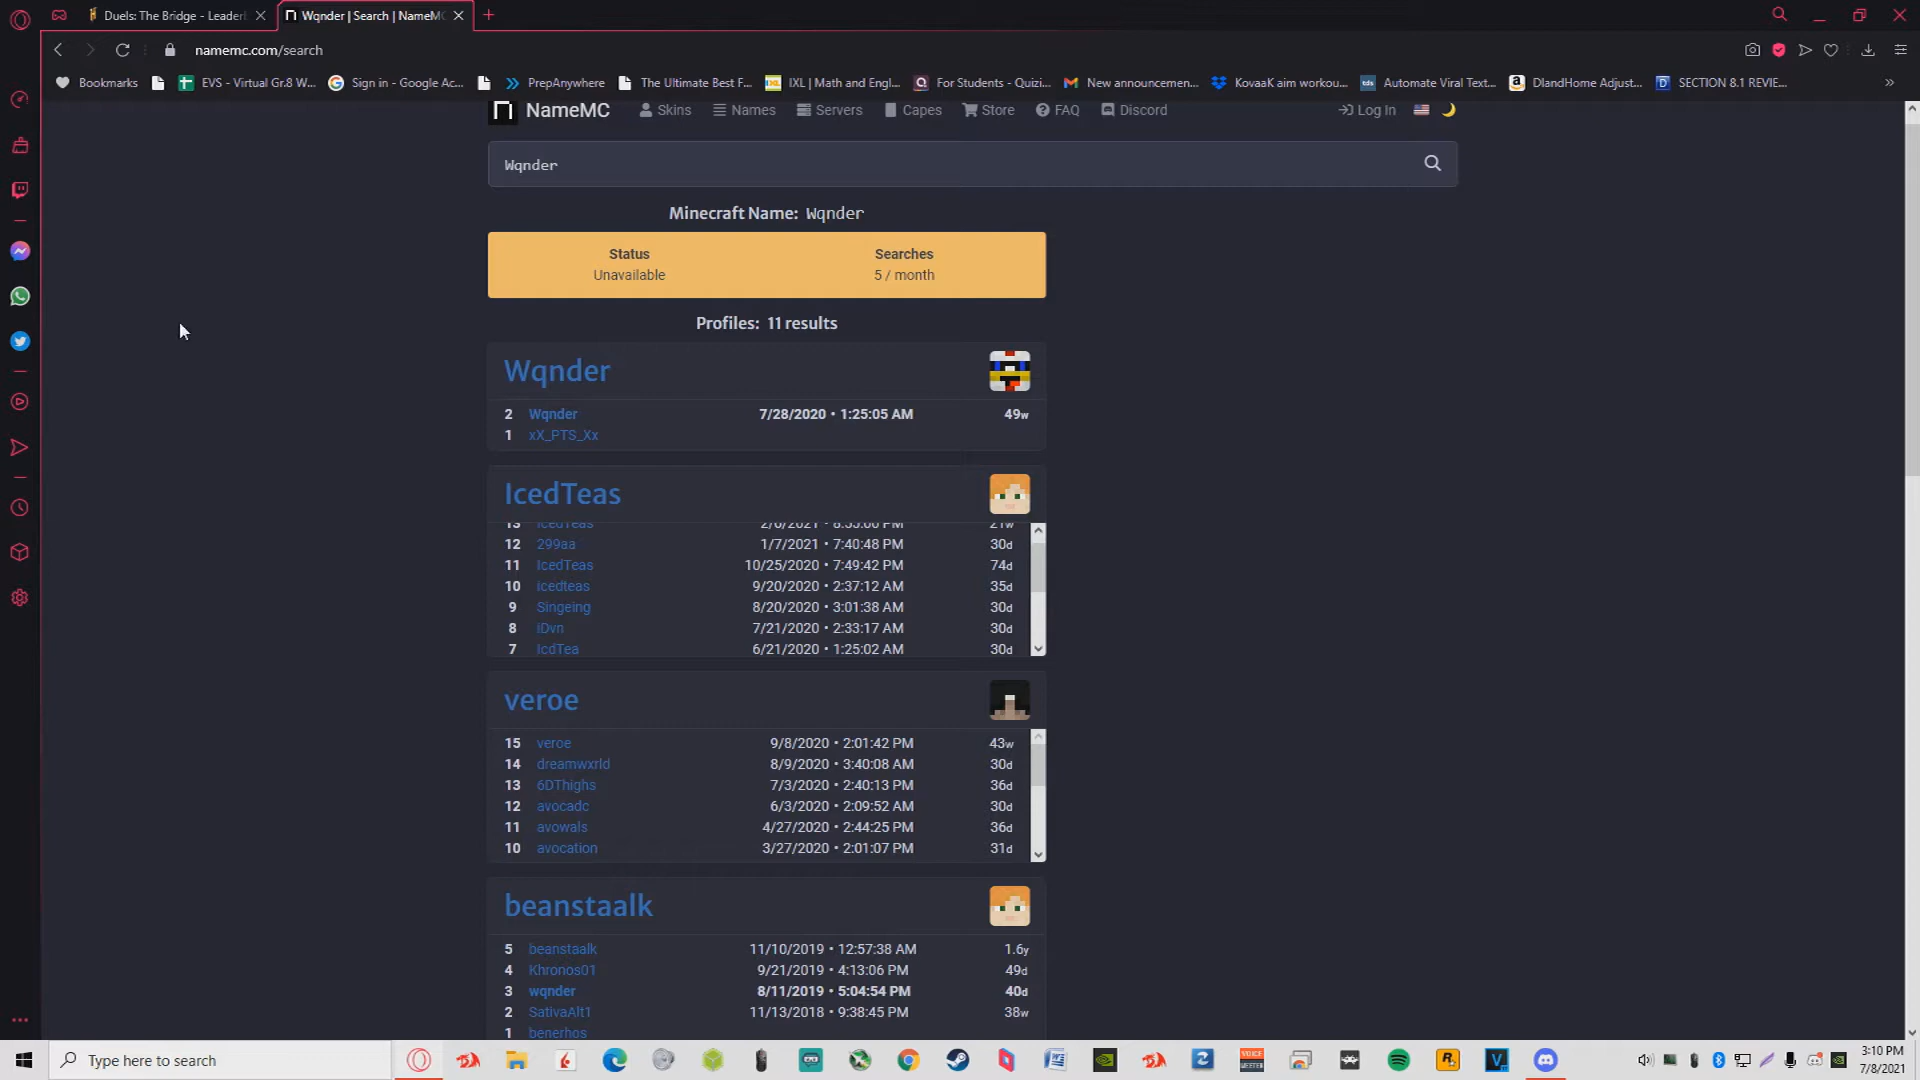 Duels: The Bridge - Leaderb
Wqnder | Search | NameMC
namemc.com/search
Bookmarks
EVS - Virtual Gr.8 W...
Sign in - Google Ac...
PrepAnywhere
The Ultimate Best F...
IXL | Math and Engl...
For Students - Quizi...
New announcemen...
KovaaK aim workou...
Automate Viral Text...
DlandHome Adjust...
SECTION 8.1 REVIE...
NameMC Skins Names Servers Capes Store FAQ Discord Log In
Wqnder
Minecraft Name: Wqnder
Status Searches
Unavailable 5 / month
Profiles: 11 results
Wqnder
2 Wqnder 7/28/2020 • 1:25:05 AM 49w
1 xX_PTS_Xx
IcedTeas
13 IcedTeas 2/6/2021 • 8:55:00 PM 21w
12 299aa 1/7/2021 • 7:40:48 PM 30d
11 IcedTeas 10/25/2020 • 7:49:42 PM 74d
10 icedteas 9/20/2020 • 2:37:12 AM 35d
9 Singeing 8/20/2020 • 3:01:38 AM 30d
8 iDvn 7/21/2020 • 2:33:17 AM 30d
7 IcdTea 6/21/2020 • 1:25:02 AM 30d
veroe
15 veroe 9/8/2020 • 2:01:42 PM 43w
14 dreamwxrld 8/9/2020 • 3:40:08 AM 30d
13 6DThighs 7/3/2020 • 2:40:13 PM 36d
12 avocadc 6/3/2020 • 2:09:52 AM 30d
11 avowals 4/27/2020 • 2:44:25 PM 36d
10 avocation 3/27/2020 • 2:01:07 PM 31d
beanstaalk
5 beanstaalk 11/10/2019 • 12:57:38 AM 1.6y
4 Khronos01 9/21/2019 • 4:13:06 PM 49d
3 wqnder 8/11/2019 • 5:04:54 PM 40d
2 SativaAlt1 11/13/2018 • 9:38:45 PM 38w
1 benerhos
Type here to search
3:10 PM
7/8/2021